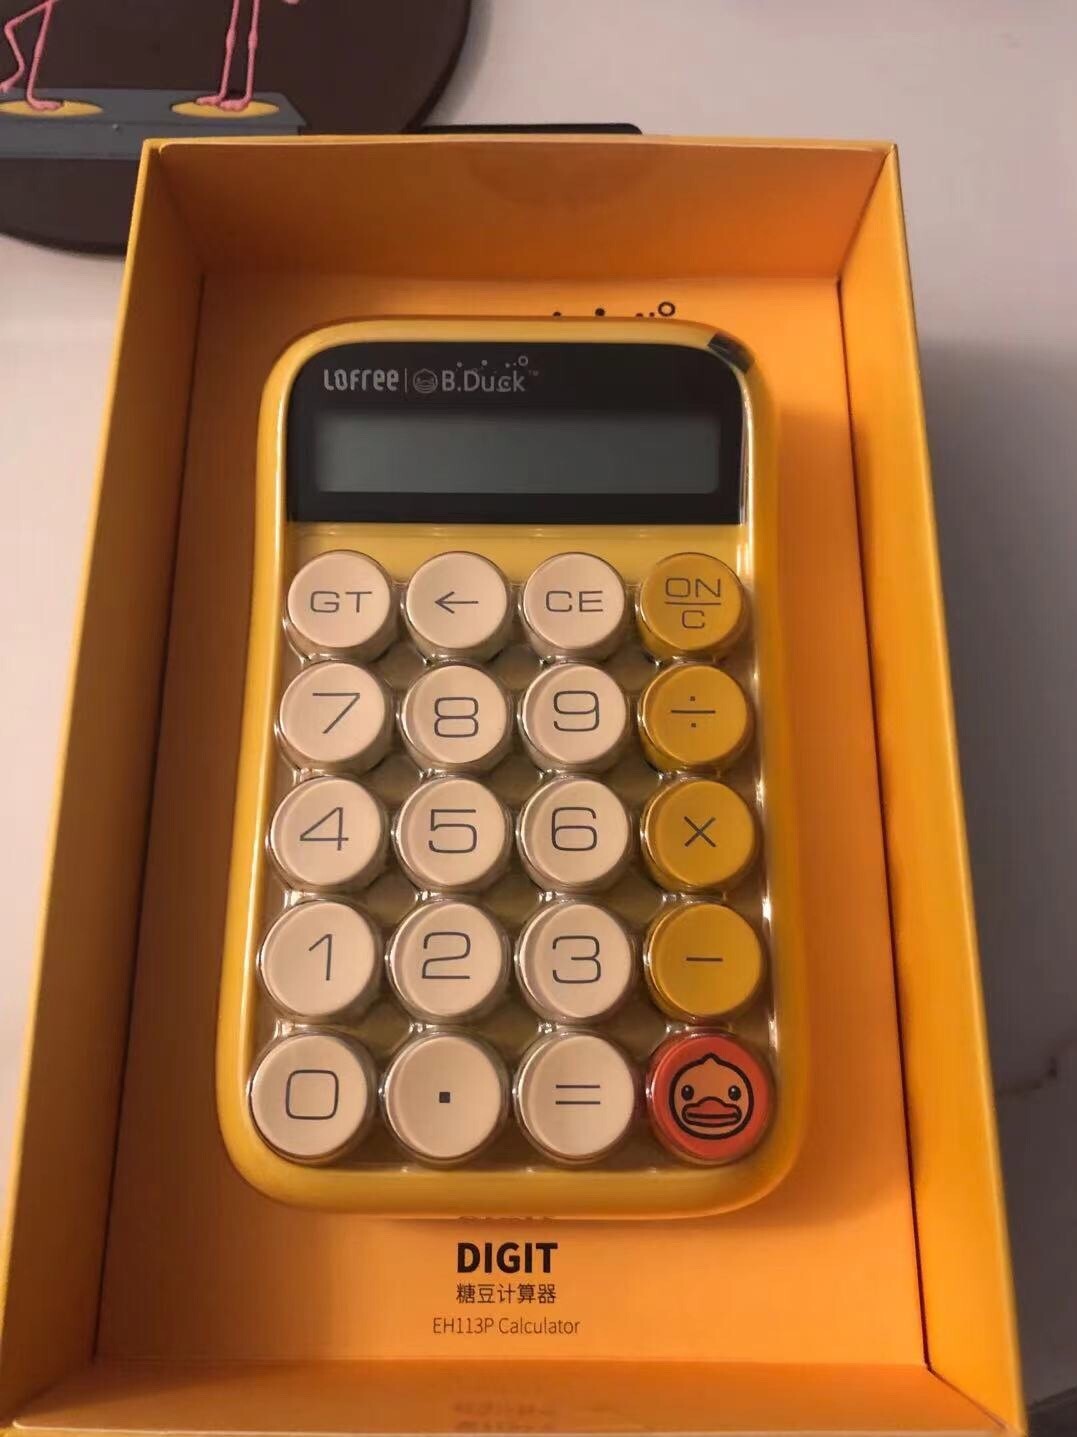 LOFREE | B.Duck™
GT ← CE ON/C
7 8 9 ÷
4 5 6 ×
1 2 3 −
0 . =
DIGIT
糖豆计算器
EH113P Calculator